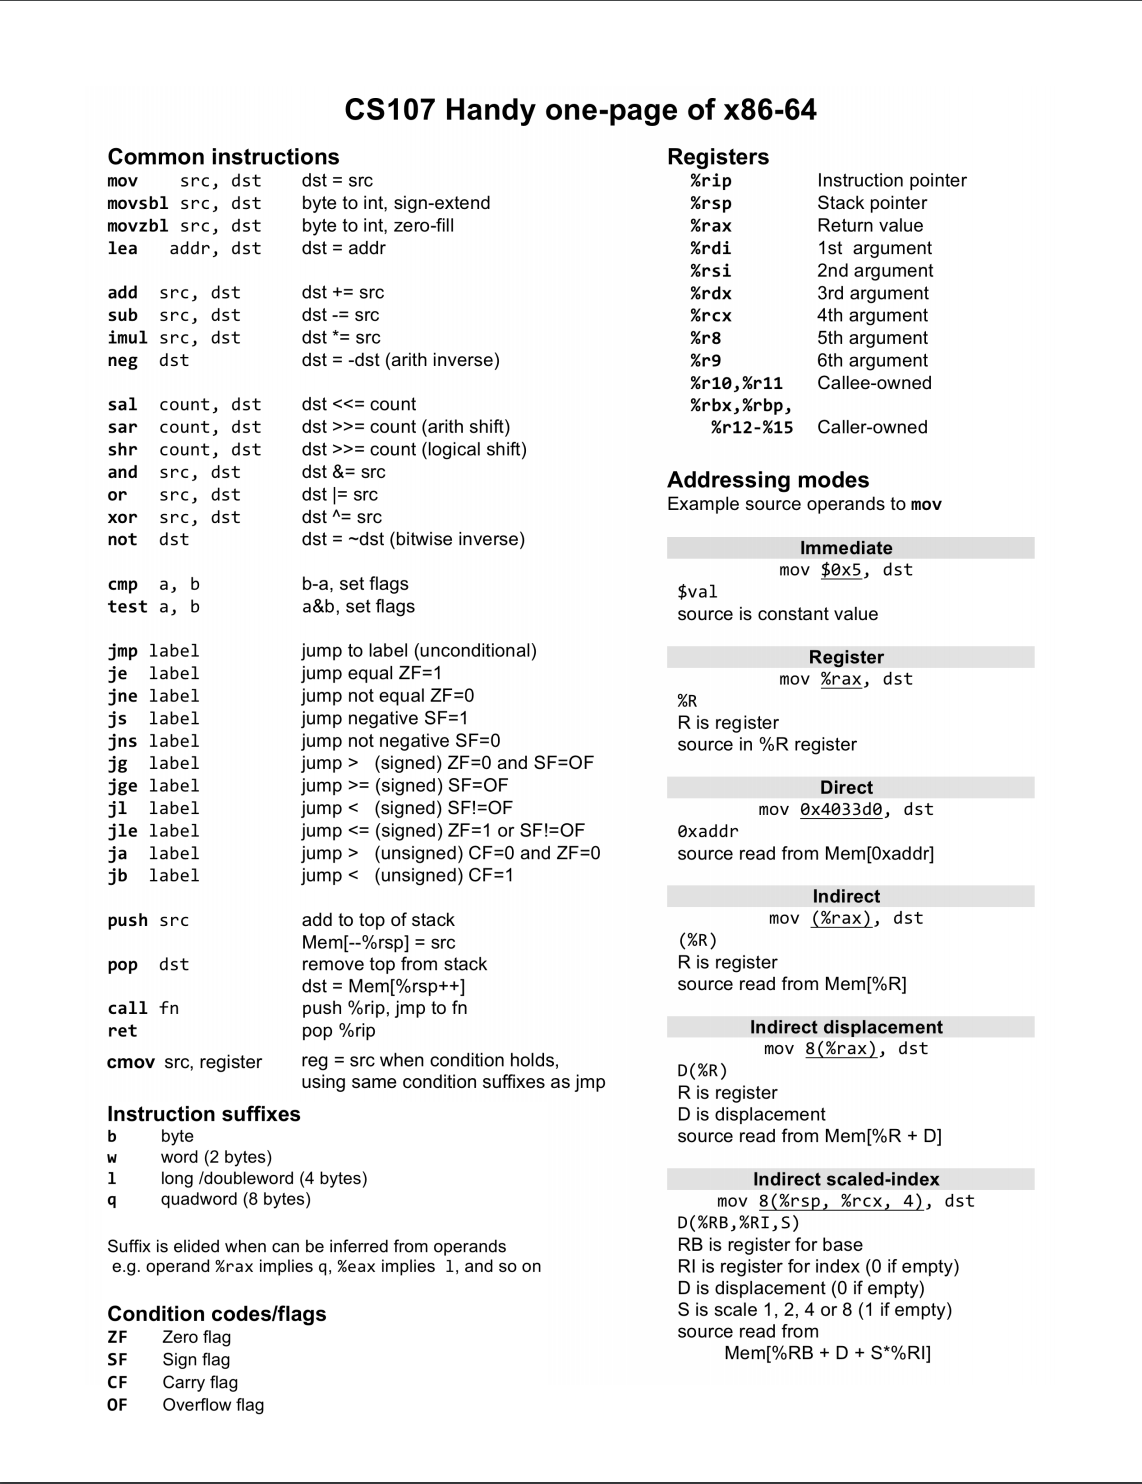 CS107 Handy one-page of x86-64
Common instructions
mov src, dst dst = src
movsbl src, dst byte to int, sign-extend
movzbl src, dst byte to int, zero-fill
lea addr, dst dst = addr
add src, dst dst += src
sub src, dst dst -= src
imul src, dst dst *= src
neg dst dst = -dst (arith inverse)
sal count, dst dst <<= count
sar count, dst dst >>= count (arith shift)
shr count, dst dst >>= count (logical shift)
and src, dst dst &= src
or src, dst dst |= src
xor src, dst dst ^= src
not dst dst = ~dst (bitwise inverse)
cmp a, b b-a, set flags
test a, b a&b, set flags
jmp label jump to label (unconditional)
je label jump equal ZF=1
jne label jump not equal ZF=0
js label jump negative SF=1
jns label jump not negative SF=0
jg label jump > (signed) ZF=0 and SF=OF
jge label jump >= (signed) SF=OF
jl label jump < (signed) SF!=OF
jle label jump <= (signed) ZF=1 or SF!=OF
ja label jump > (unsigned) CF=0 and ZF=0
jb label jump < (unsigned) CF=1
push src add to top of stack
Mem[--%rsp] = src
pop dst remove top from stack
dst = Mem[%rsp++]
call fn push %rip, jmp to fn
ret pop %rip
cmov src, register reg = src when condition holds,
using same condition suffixes as jmp
Instruction suffixes
b byte
w word (2 bytes)
l long /doubleword (4 bytes)
q quadword (8 bytes)
Suffix is elided when can be inferred from operands
e.g. operand %rax implies q, %eax implies l, and so on
Condition codes/flags
ZF Zero flag
SF Sign flag
CF Carry flag
OF Overflow flag
Registers
%rip Instruction pointer
%rsp Stack pointer
%rax Return value
%rdi 1st argument
%rsi 2nd argument
%rdx 3rd argument
%rcx 4th argument
%r8 5th argument
%r9 6th argument
%r10,%r11 Callee-owned
%rbx,%rbp,
%r12-%15 Caller-owned
Addressing modes
Example source operands to mov
Immediate
mov $0x5, dst
$val
source is constant value
Register
mov %rax, dst
%R
R is register
source in %R register
Direct
mov 0x4033d0, dst
0xaddr
source read from Mem[0xaddr]
Indirect
mov (%rax), dst
(%R)
R is register
source read from Mem[%R]
Indirect displacement
mov 8(%rax), dst
D(%R)
R is register
D is displacement
source read from Mem[%R + D]
Indirect scaled-index
mov 8(%rsp, %rcx, 4), dst
D(%RB,%RI,S)
RB is register for base
RI is register for index (0 if empty)
D is displacement (0 if empty)
S is scale 1, 2, 4 or 8 (1 if empty)
source read from
Mem[%RB + D + S*%RI]